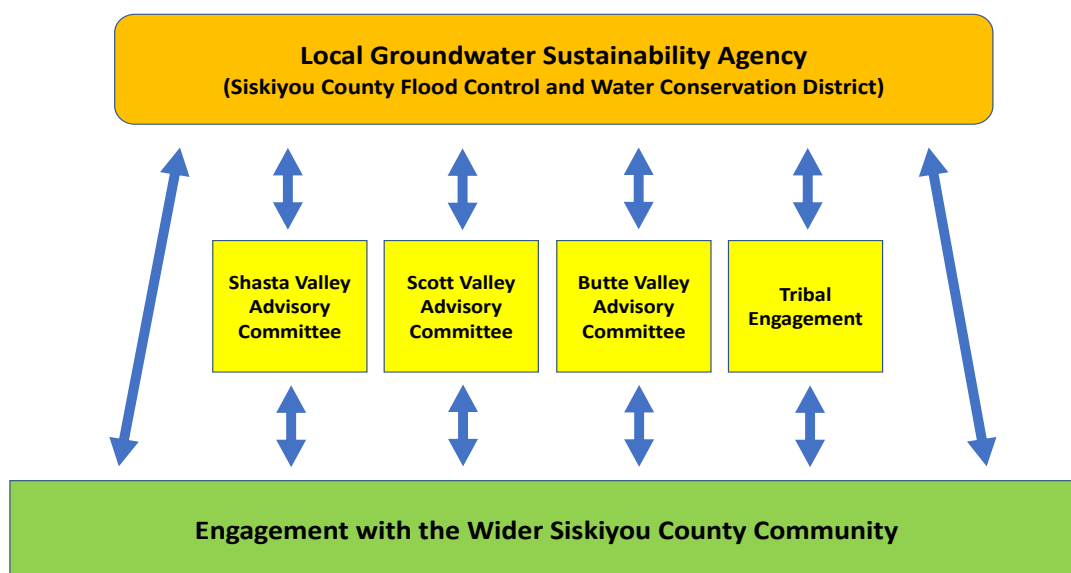 Local Groundwater Sustainability Agency
(Siskiyou County Flood Control and Water Conservation District)
Shasta Valley
Advisory
Committee
Scott Valley
Advisory
Committee
Butte Valley
Advisory
Committee
Tribal
Engagement
Engagement with the Wider Siskiyou County Community